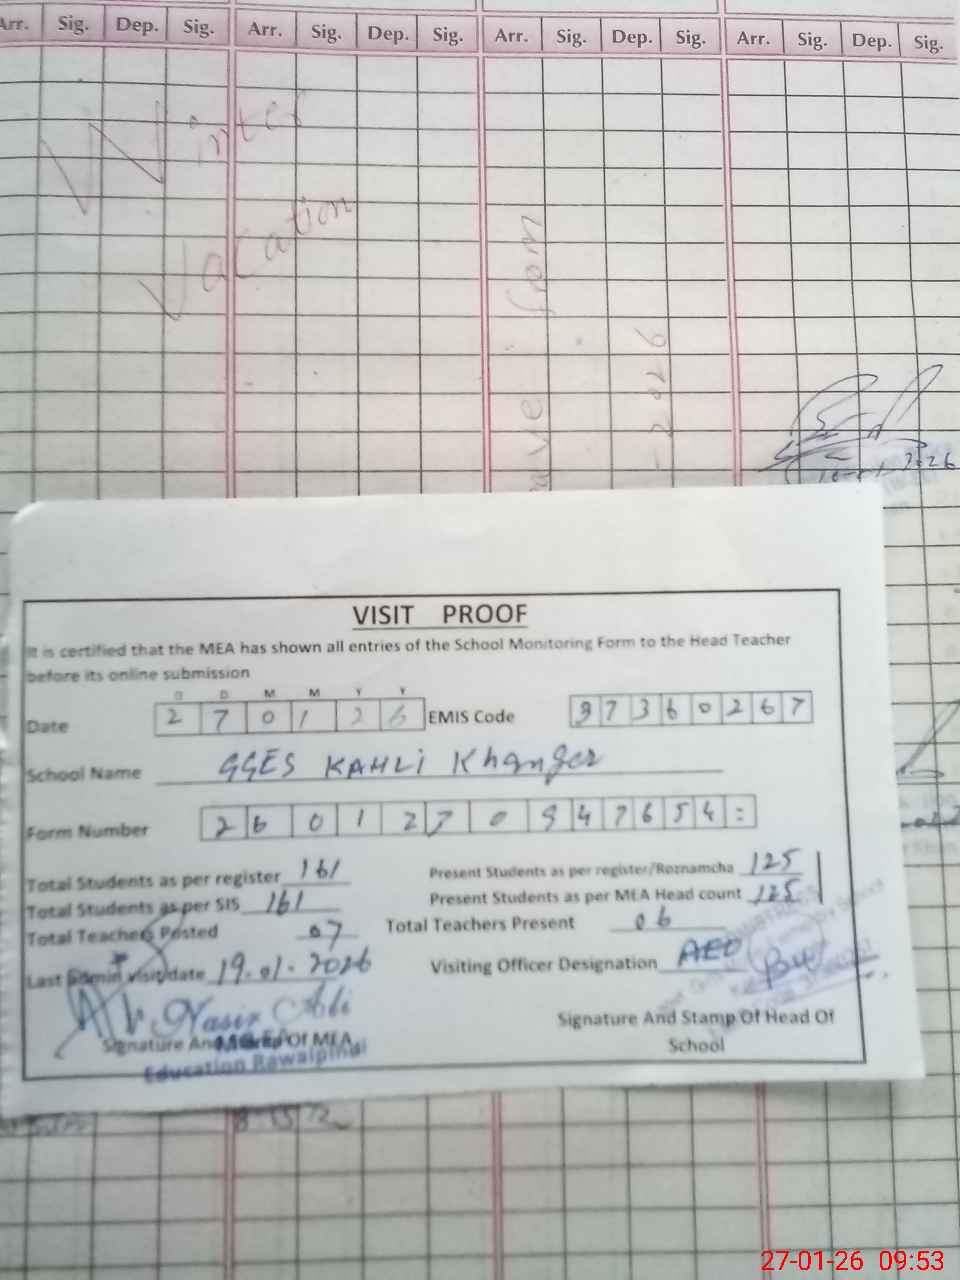 Arr. Sig. Dep. Sig. Arr. Sig. Dep. Sig. Arr. Sig. Dep. Sig. Arr. Sig. Dep. Sig.
Winter
Vacation
from
2026
VISIT PROOF
It is certified that the MEA has shown all entries of the School Monitoring Form to the Head Teacher
before its online submission
D D M M Y Y
Date 2 7 0 1 2 6 EMIS Code 3 7 3 6 0 2 6 7
School Name GGES KAHLi Khanger
Form Number 2 6 0 1 2 7 0 9 4 7 6 5 4 :
Total Students as per register 161 Present Students as per register/Roznamcha 125
Total Students as per SIS 161 Present Students as per MEA Head count 125
Total Teachers Posted 07 Total Teachers Present 06
Last admin visit date 19.01.2026 Visiting Officer Designation AEO
Nasir Ali
Signature And Stamp Of MEA Signature And Stamp Of Head Of
School
Education Rawalpindi
27-01-26 09:53